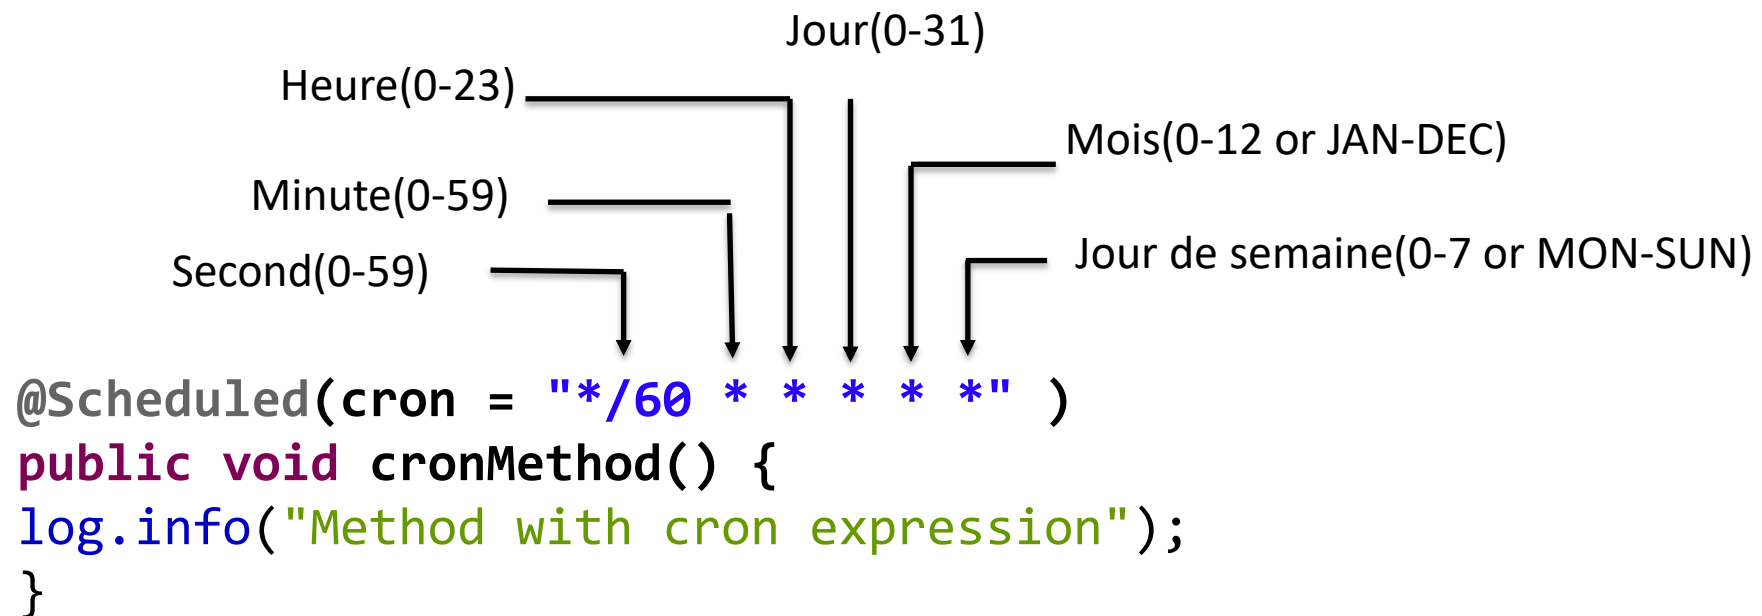 Jour(0-31)
Heure(0-23)
Mois(0-12 or JAN-DEC)
Minute(0-59)
Jour de semaine(0-7 or MON-SUN)
Second(0-59)
@Scheduled(cron = "*/60 * * * * *" )
public void cronMethod() {
log.info("Method with cron expression");
}